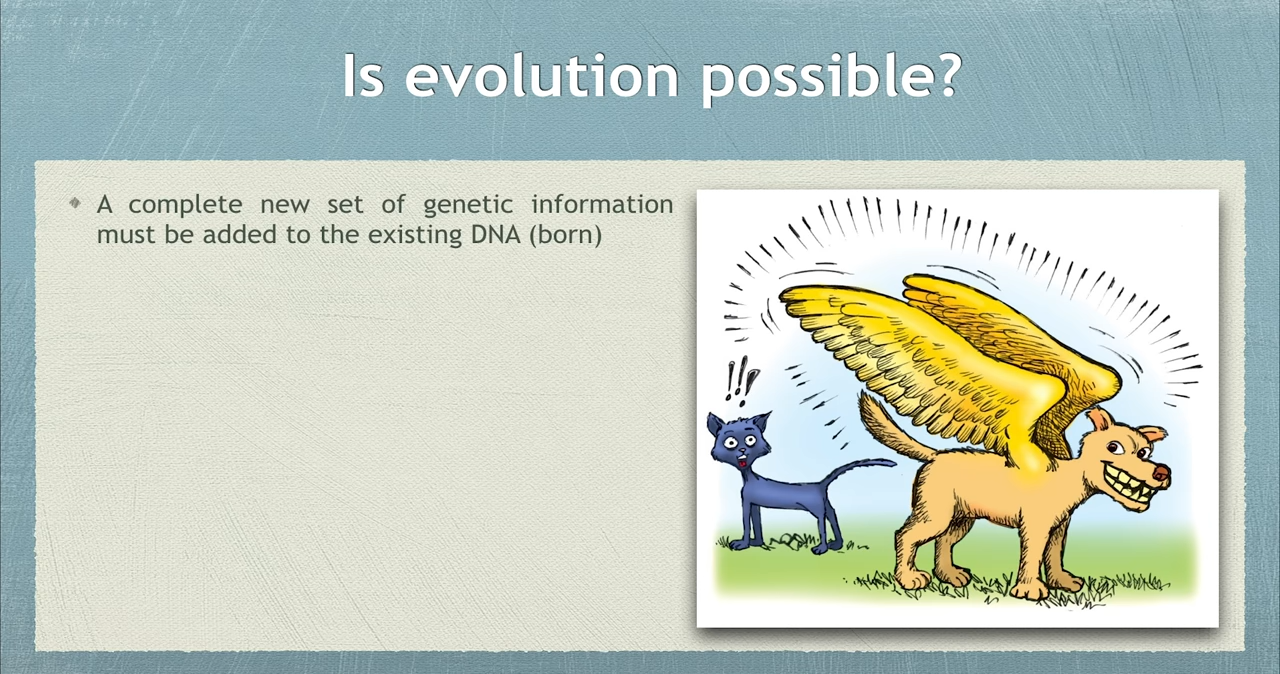 Is evolution possible?
A complete new set of genetic information
must be added to the existing DNA (born)
!!!